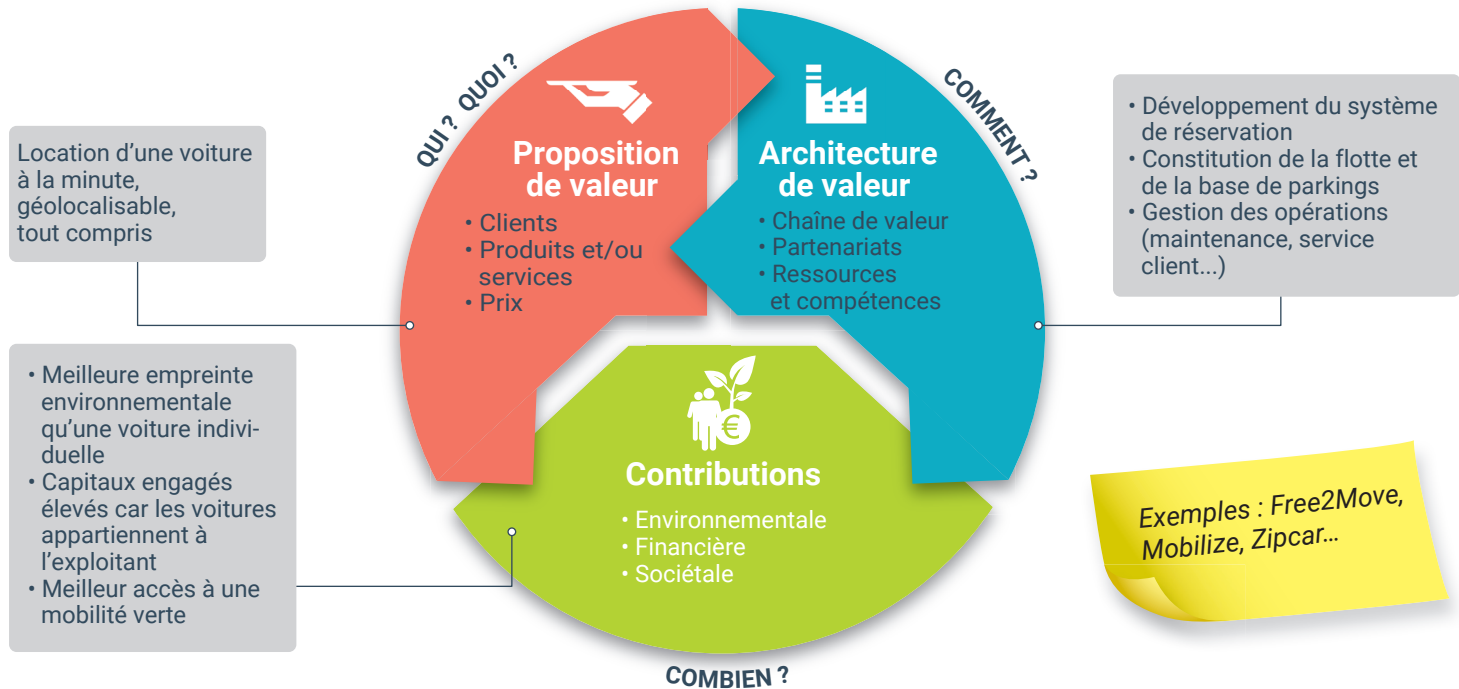 QUI ? QUOI ?
COMMENT ?
Location d’une voiture
à la minute,
géolocalisable,
tout compris
Proposition
de valeur
• Clients
• Produits et/ou
services
• Prix
Architecture
de valeur
• Chaîne de valeur
• Partenariats
• Ressources
et compétences
• Développement du système
de réservation
• Constitution de la flotte et
de la base de parkings
• Gestion des opérations
(maintenance, service
client...)
• Meilleure empreinte
environnementale
qu’une voiture indivi-
duelle
• Capitaux engagés
élevés car les voitures
appartiennent à
l’exploitant
• Meilleur accès à une
mobilité verte
€
Contributions
• Environnementale
• Financière
• Sociétale
Exemples : Free2Move,
Mobilize, Zipcar...
COMBIEN ?